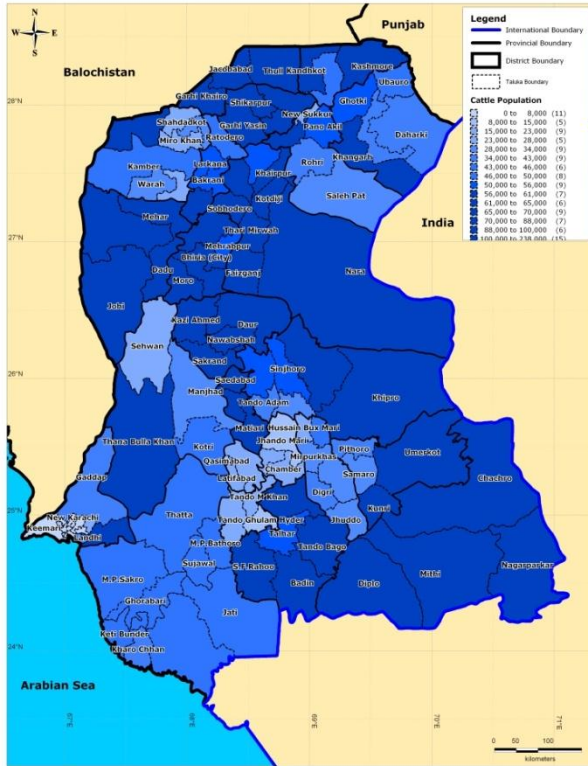 N
W E
S
Punjab
Balochistan
India
Arabian Sea
Legend
International Boundary
Provincial Boundary
District Boundary
Taluka Boundary
Cattle Population
0 to 8,000 (11)
8,000 to 15,000 (5)
15,000 to 23,000 (9)
23,000 to 28,000 (5)
28,000 to 34,000 (9)
34,000 to 43,000 (9)
43,000 to 46,000 (6)
46,000 to 50,000 (8)
50,000 to 56,000 (9)
56,000 to 61,000 (7)
61,000 to 65,000 (6)
65,000 to 70,000 (9)
70,000 to 88,000 (7)
88,000 to 100,000 (6)
100,000 to 238,000 (15)
28°N
27°N
26°N
25°N
24°N
Jacobabad
Thull Kandhkot
Kashmore
Ubauro
Garhi Khairo
Shikarpur
New Sukkur
Ghotki
Shahdadkot
Garhi Yasin
Pano Akil
Daharki
Miro Khan
Ratodero
Rohri
Khangarh
Kamber
Larkana
Khairpur
Warah
Bakrani
Saleh Pat
Kotdiji
Mehar
Sobhodero
Thari Mirwah
Mehrabpur
Bhiria (City)
Dadu
Faizganj
Nara
Moro
Johi
Kazi Ahmed
Daur
Sehwan
Nawabshah
Sakrand
Sinjhoro
Saedabad
Manjhad
Khipro
Tando Adam
Matiari
Hussain Bux Mari
Thana Bulla Khan
Jhando Marii
Kotri
Pithoro
Umerkot
Qasimabad
Mirpurkhas
Chamber
Samaro
Chachro
Gaddap
Latifabad
Tando M Khan
Digri
Kunri
New Karachi
Thatta
Tando Ghulam Hyder
Jhuddo
Keemari
Landhi
Talhar
M.P.Bathoro
Tando Bago
Sujawal
S.F.Rahoo
Nagarparkar
M.P.Sakro
Badin
Diplo
Mithi
Ghorabari
Jati
Keti Bunder
Kharo Chhan
67°E
68°E
69°E
70°E
71°E
0 50 100
kilometers